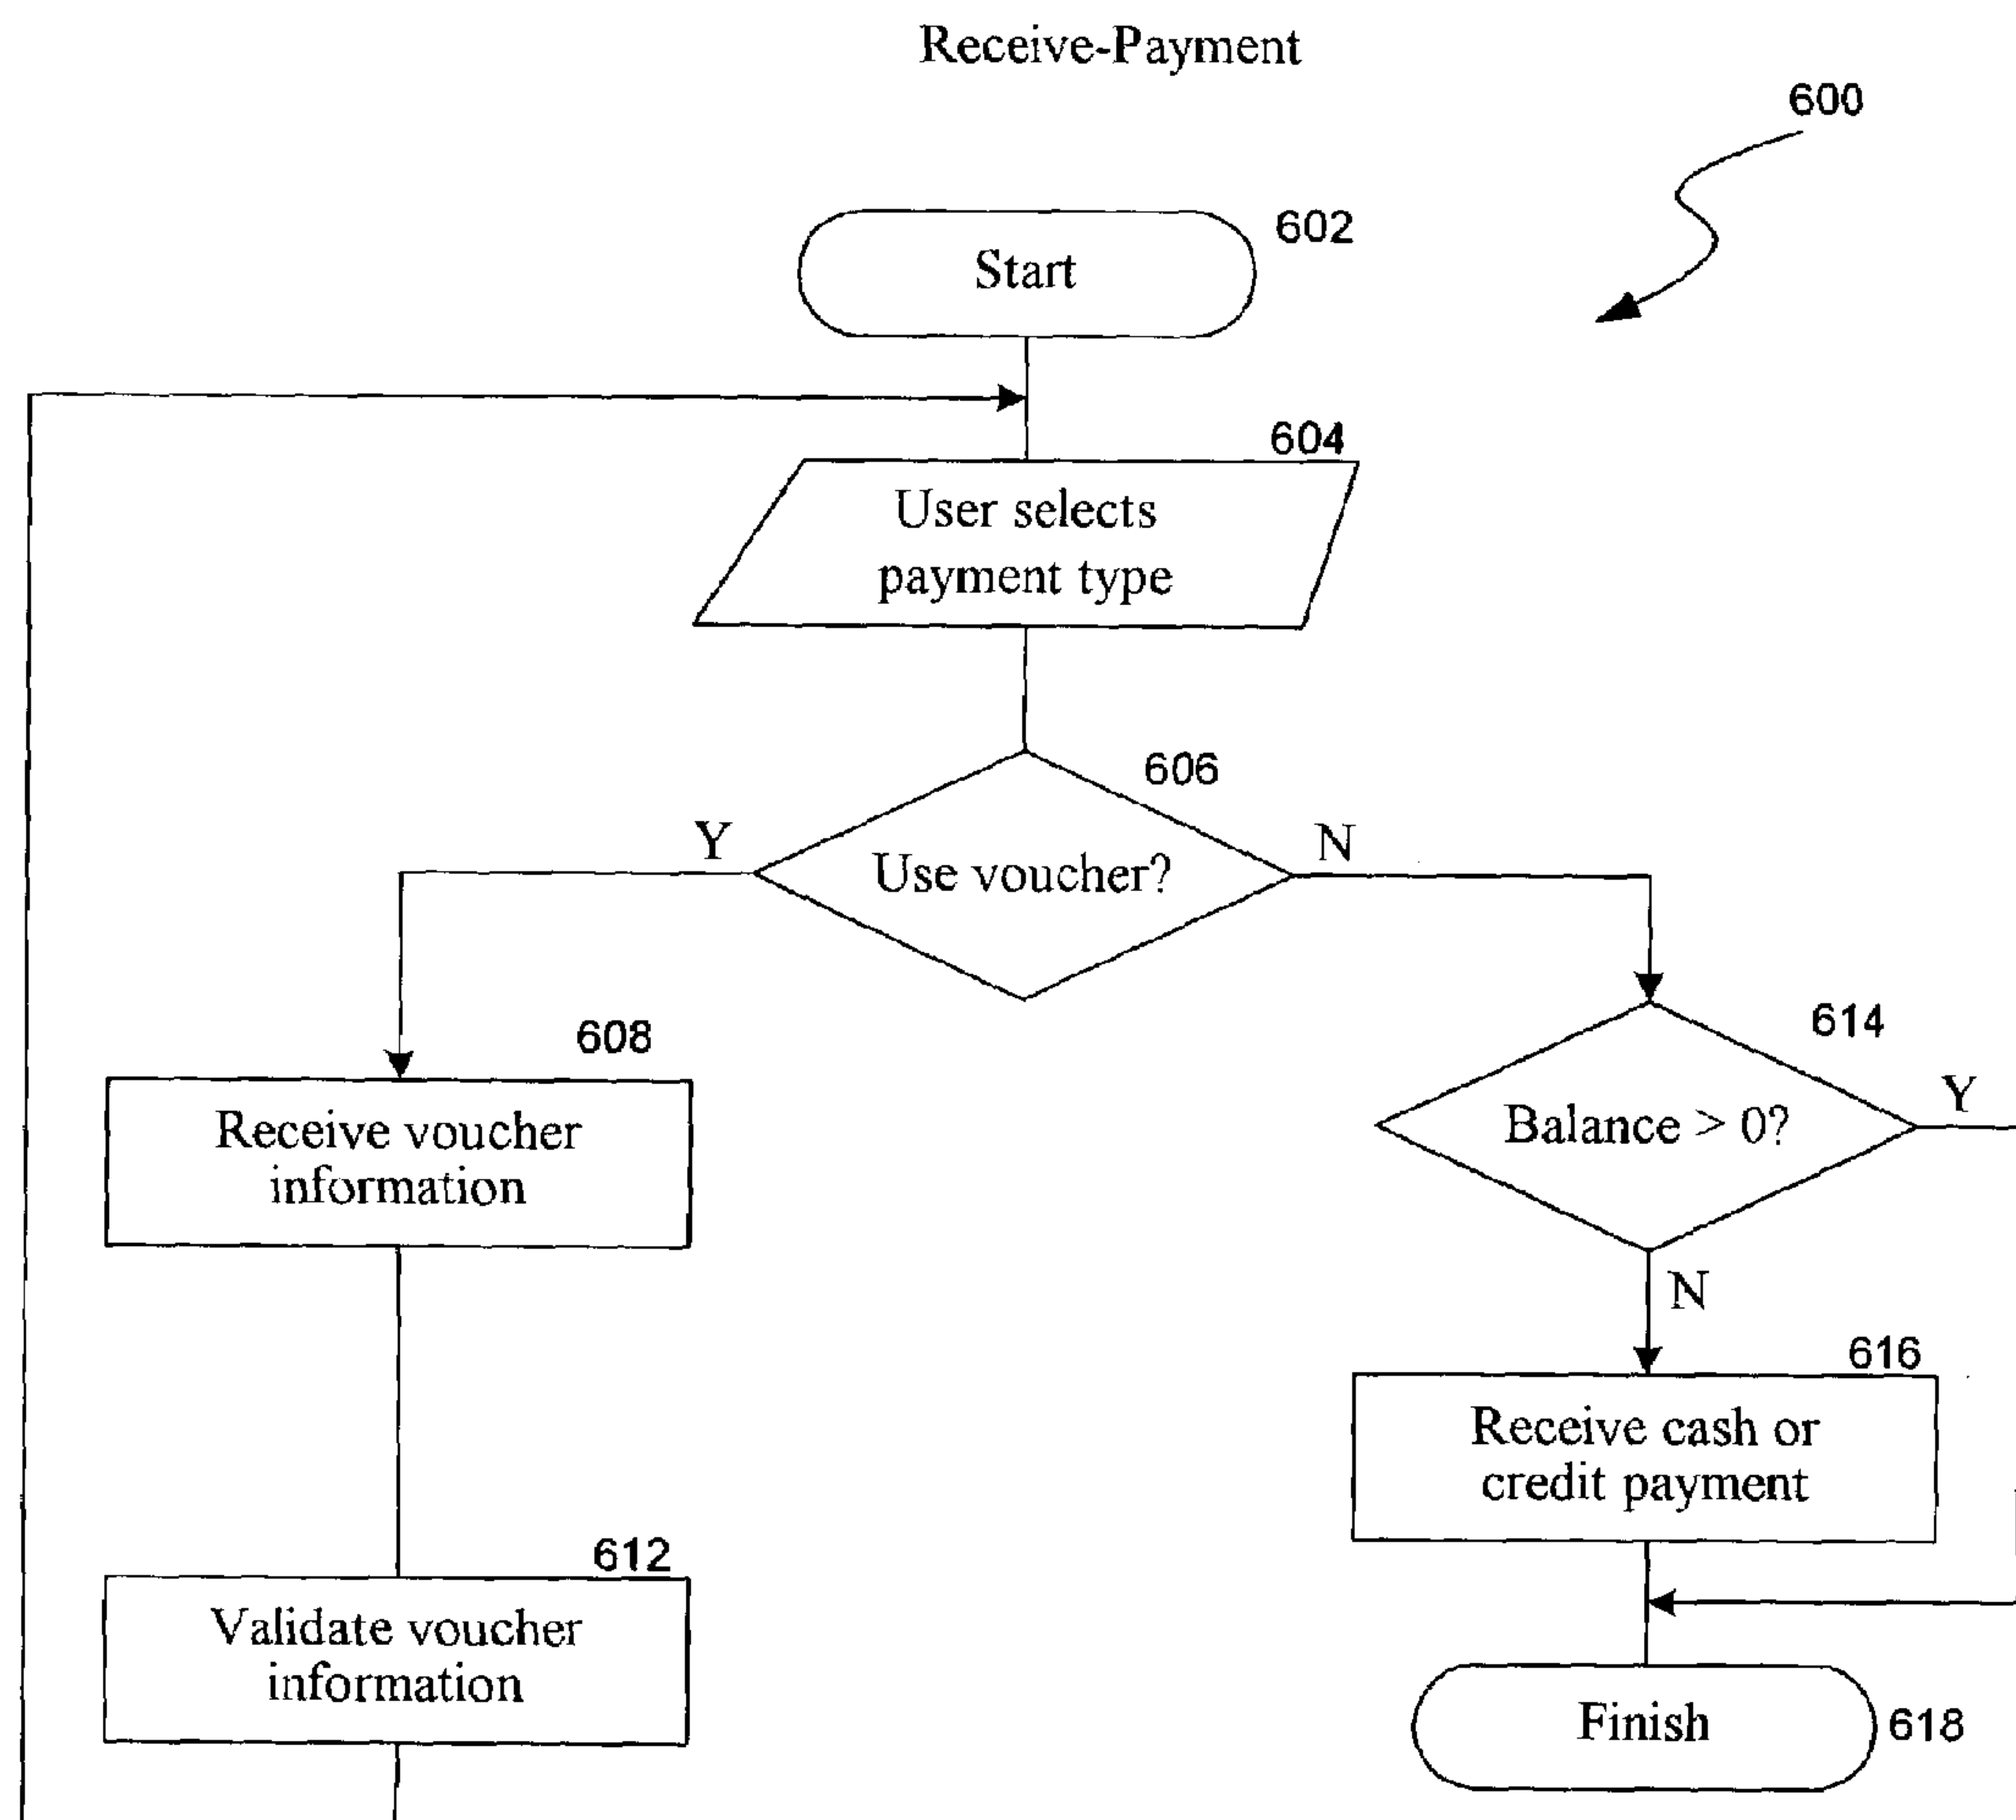 Receive-Payment
600
602
Start
604
User selects
payment type
606
Y
Use voucher?
N
608
Receive voucher
information
614
Balance > 0?
Y
N
616
Receive cash or
credit payment
612
Validate voucher
information
Finish
618